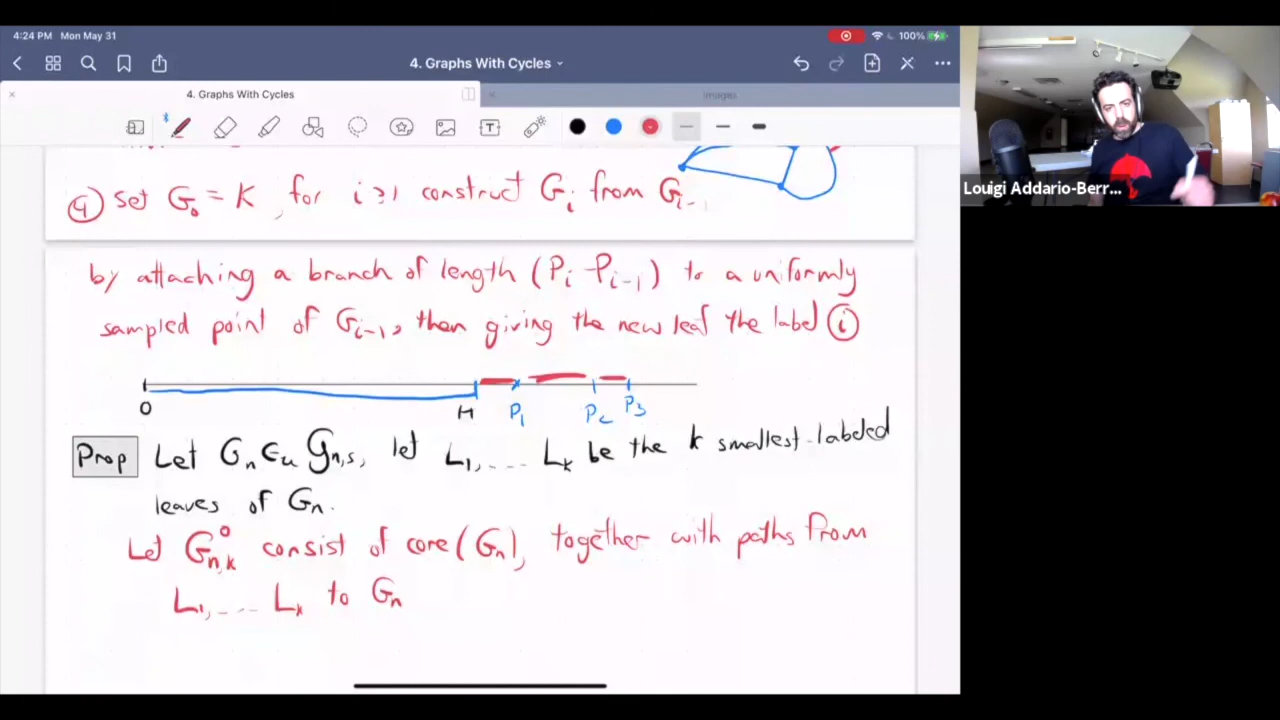 4:24 PM Mon May 31
100%
4. Graphs With Cycles
4. Graphs With Cycles
Images
④ Set G₀ = K, for i ≥ 1 construct Gᵢ from Gᵢ₋₁
by attaching a branch of length (Pᵢ - Pᵢ₋₁) to a uniformly
sampled point of Gᵢ₋₁, then giving the new leaf the label ⓘ
0 M P₁ P₂ P₃
Prop Let Gₙ ∈ᵤ 𝒢ₙ,ₛ, let L₁, .... Lₖ be the k smallest-labeled
leaves of Gₙ.
Let G⁰ₙ,ₖ consist of core(Gₙ), together with paths from
L₁, .... Lₖ to Gₙ
Louigi Addario-Berr...